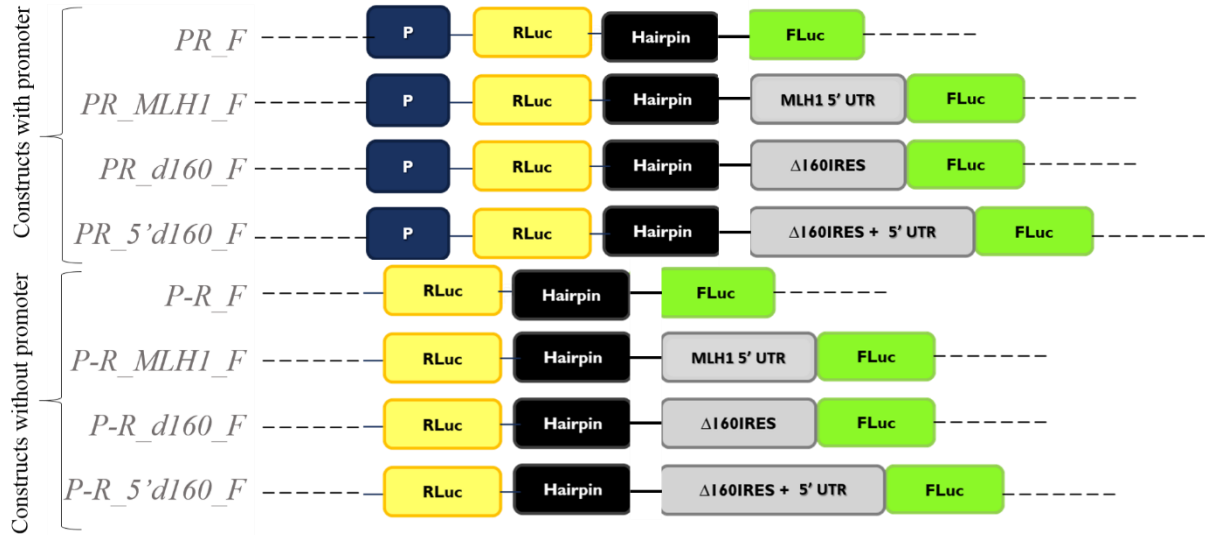 Constructs with promoter
PR_F P RLuc Hairpin FLuc
PR_MLH1_F P RLuc Hairpin MLH1 5' UTR FLuc
PR_d160_F P RLuc Hairpin Δ160IRES FLuc
PR_5'd160_F P RLuc Hairpin Δ160IRES + 5' UTR FLuc
Constructs without promoter
P-R_F RLuc Hairpin FLuc
P-R_MLH1_F RLuc Hairpin MLH1 5' UTR FLuc
P-R_d160_F RLuc Hairpin Δ160IRES FLuc
P-R_5'd160_F RLuc Hairpin Δ160IRES + 5' UTR FLuc